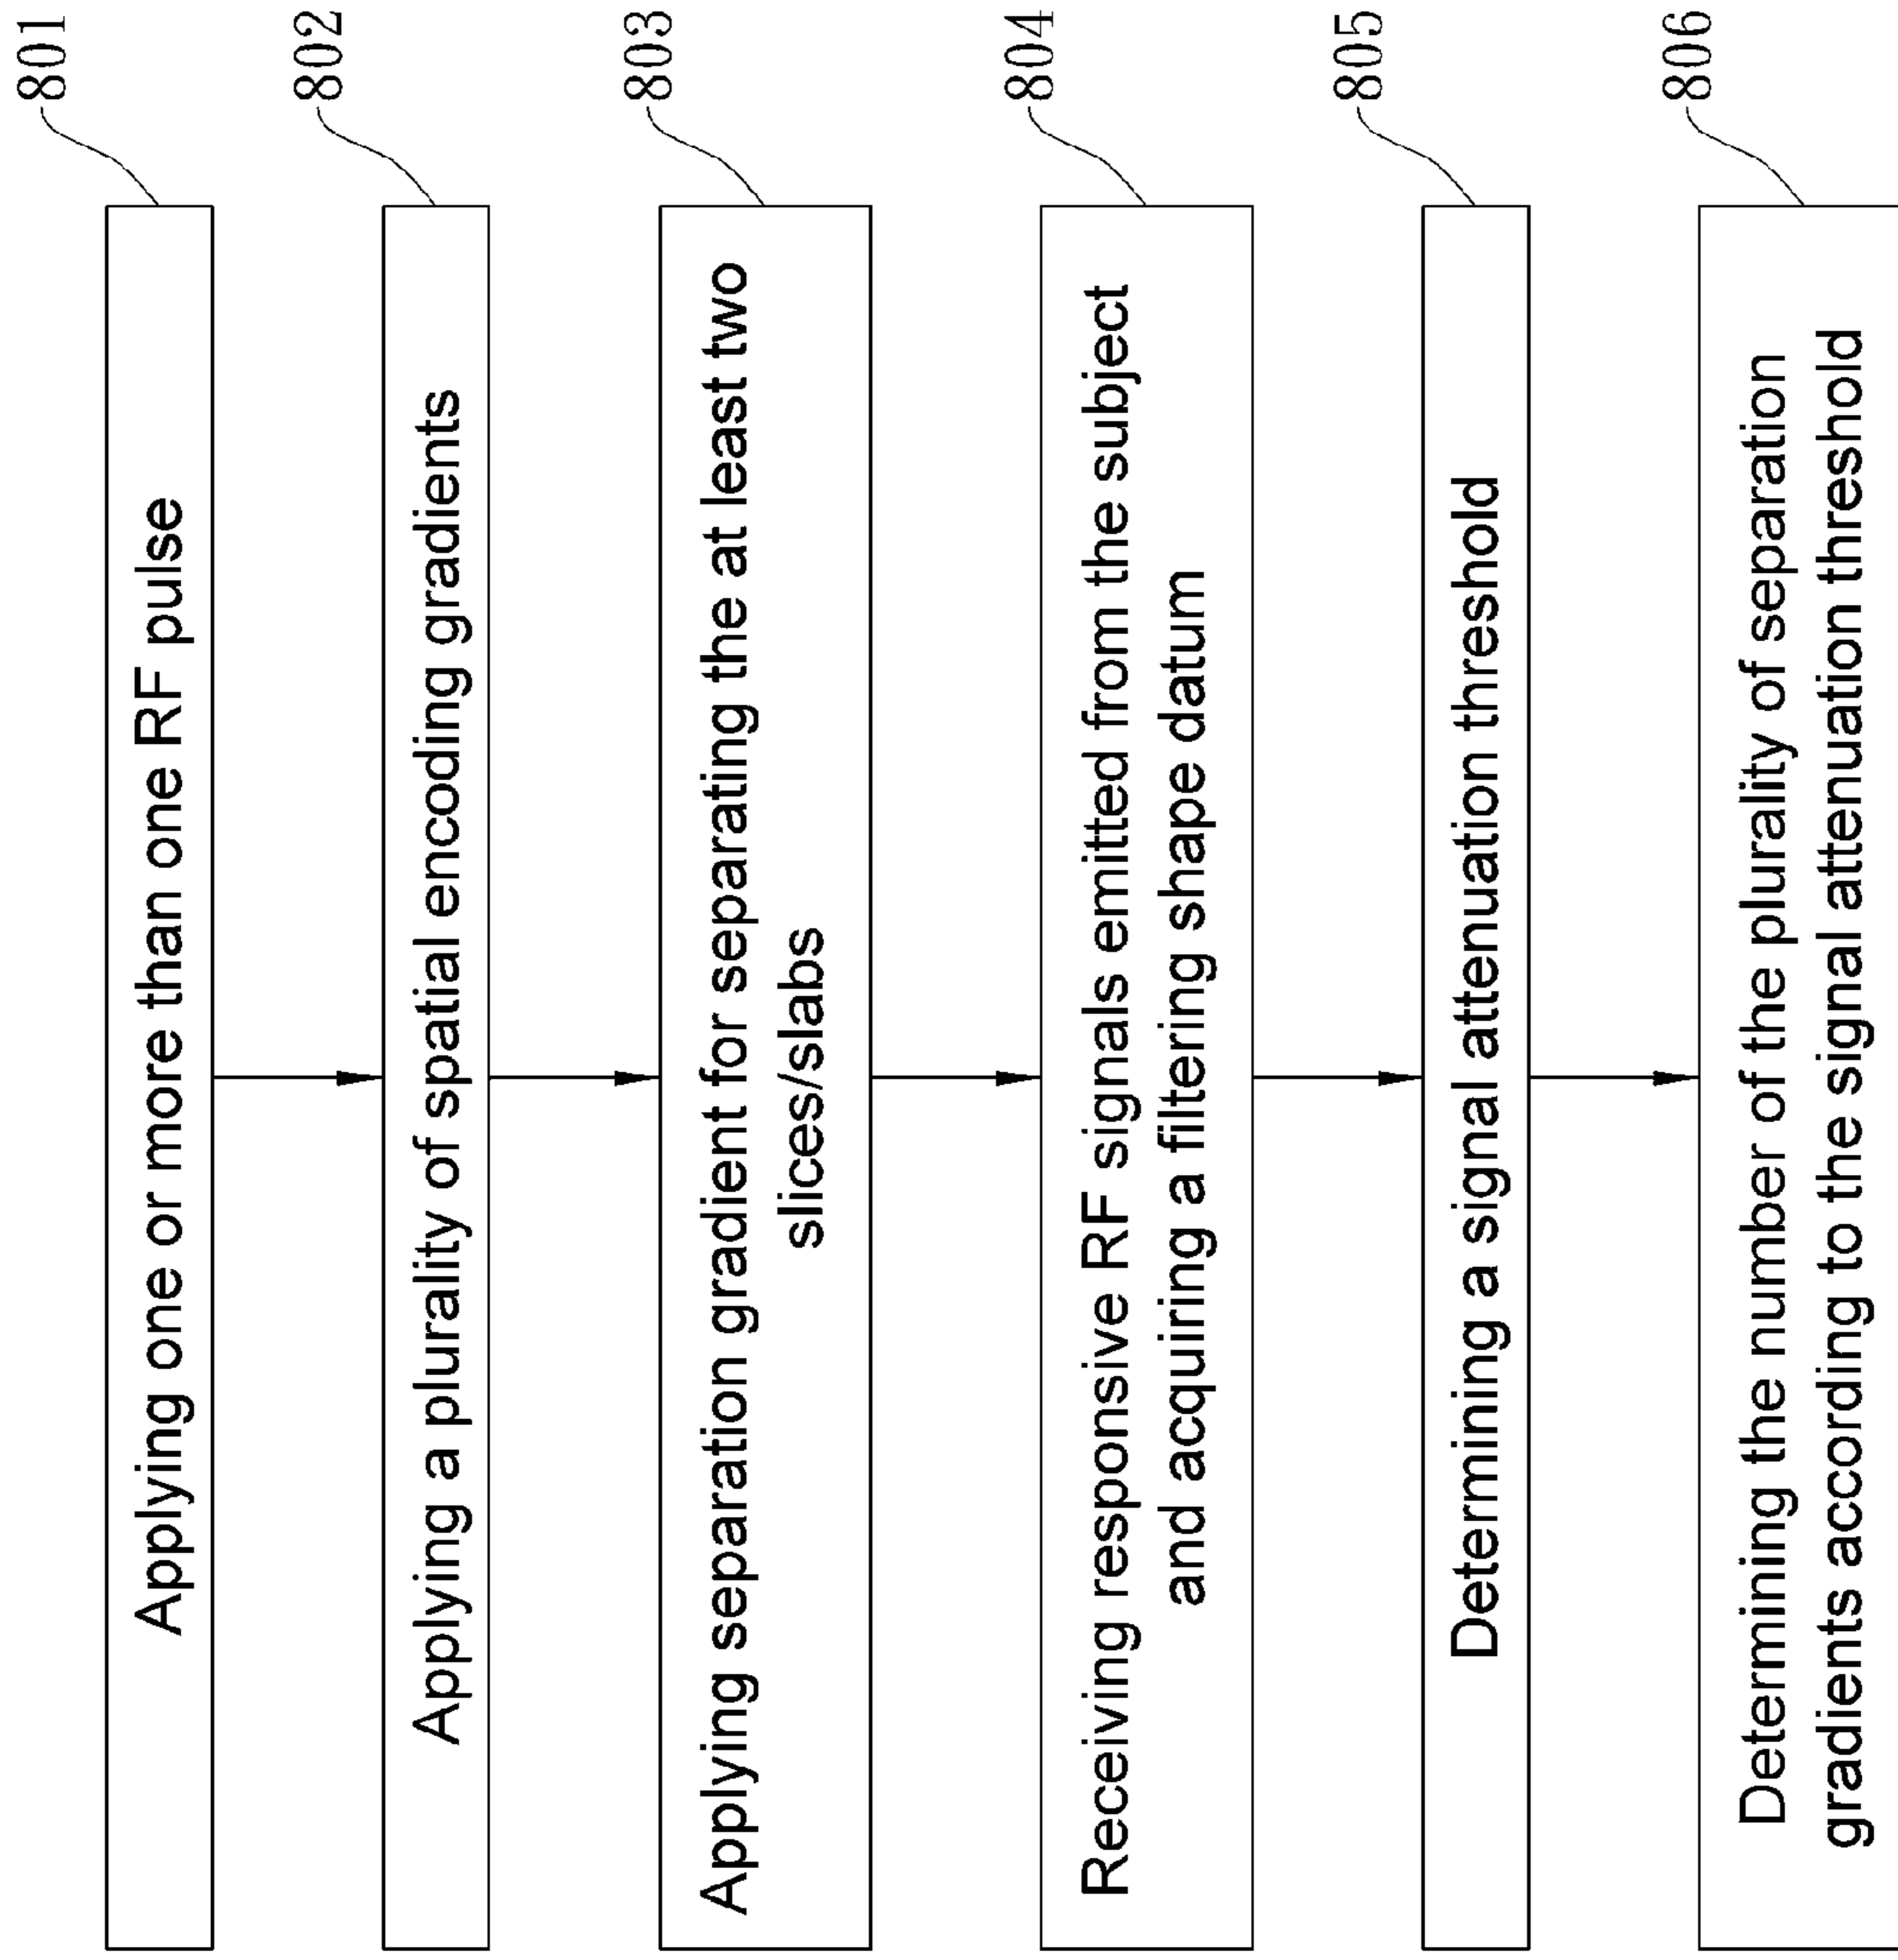 801
Applying one or more than one RF pulse
802
Applying a plurality of spatial encoding gradients
803
Applying separation gradient for separating the at least two
slices/slabs
804
Receiving responsive RF signals emitted from the subject
and acquiring a filtering shape datum
805
Determining a signal attenuation threshold
806
Determining the number of the plurality of separation
gradients according to the signal attenuation threshold